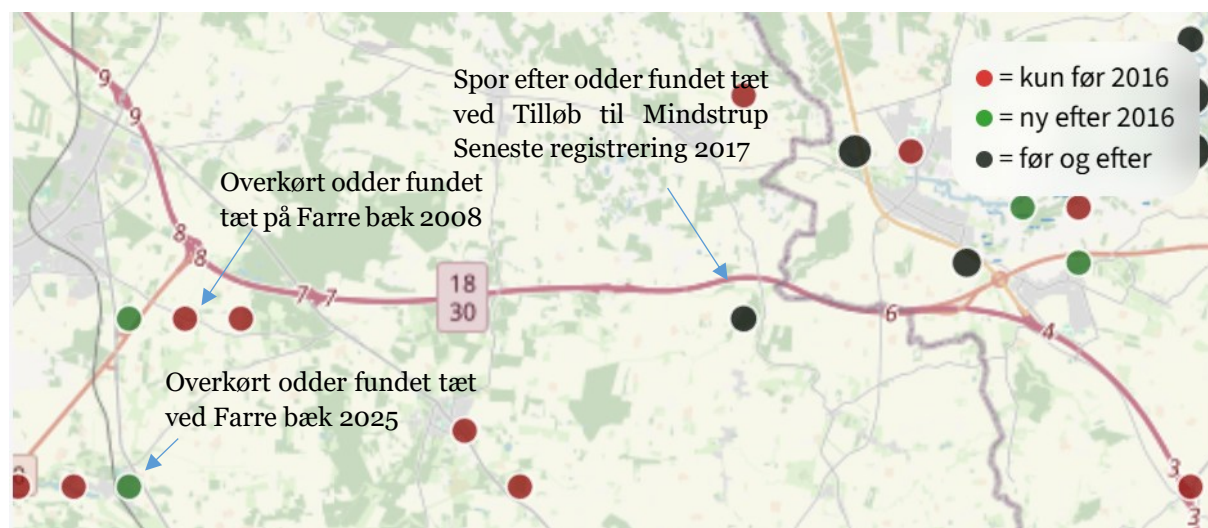 Spor efter odder fundet tæt
ved Tilløb til Mindstrup
Seneste registrering 2017
= kun før 2016
= ny efter 2016
= før og efter
Overkørt odder fundet
tæt på Farre bæk 2008
Overkørt odder fundet tæt
ved Farre bæk 2025
9
9
8
8
7
7
18
30
6
4
3
3